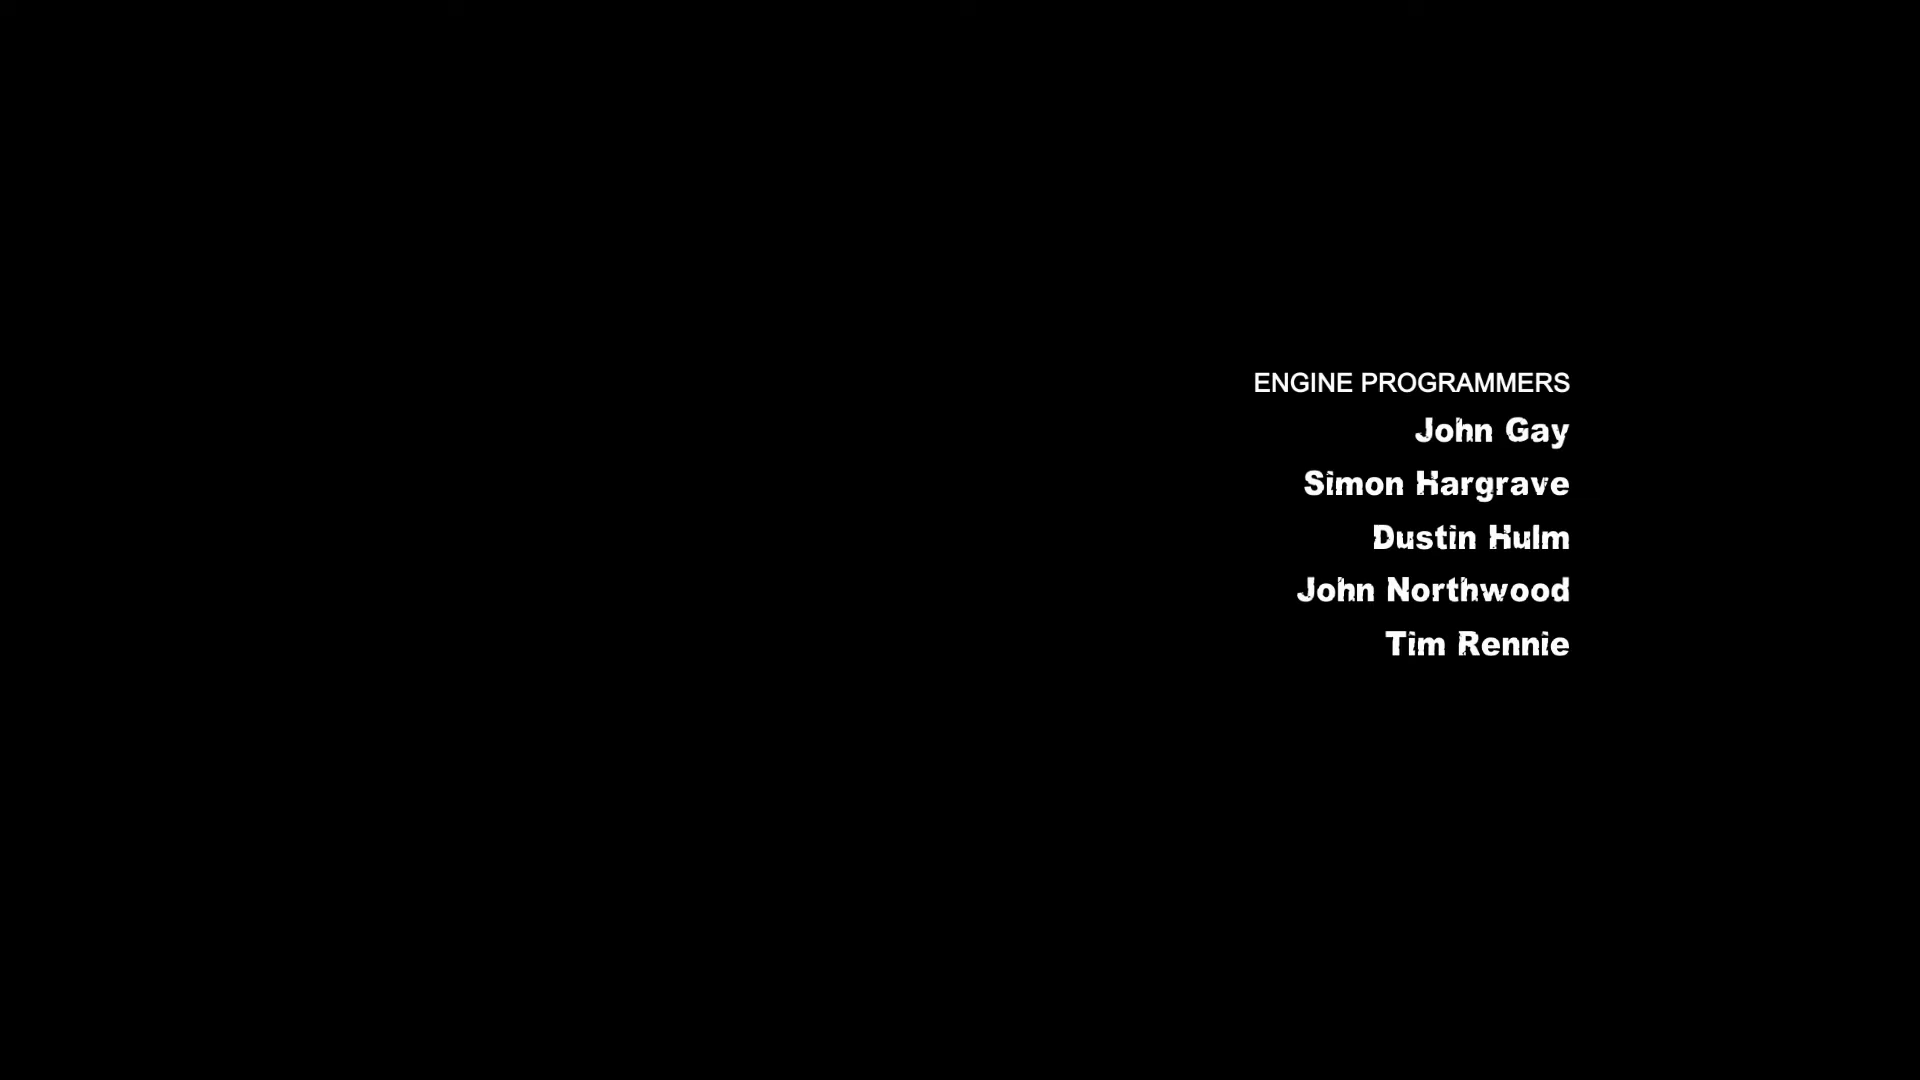 ENGINE PROGRAMMERS
John Gay
Simon Hargrave
Dustin Hulm
John Northwood
Tim Rennie